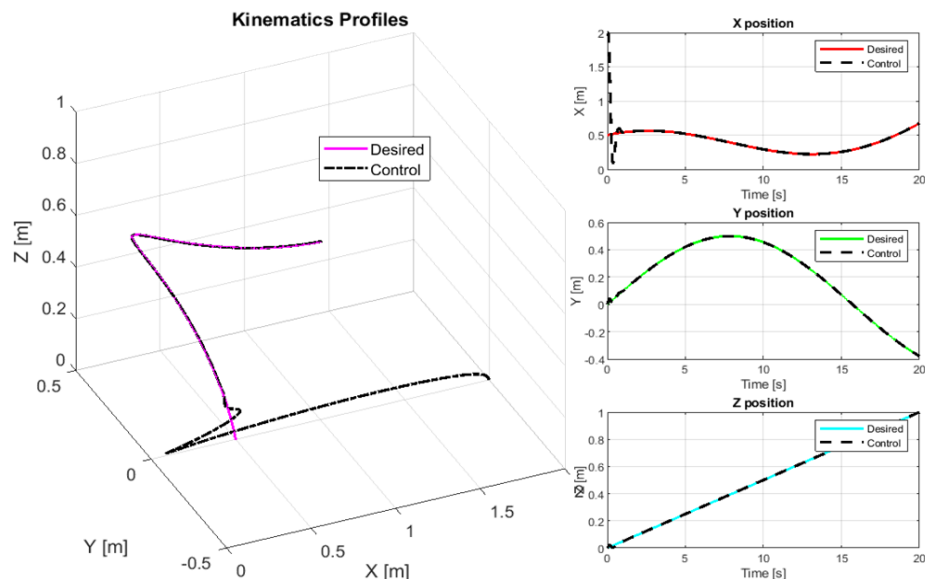 Kinematics Profiles
1
0.8
0.6
0.4
0.2
0
Z [m]
0.5
0
-0.5
Y [m]
0
0.5
1
1.5
X [m]
Desired
Control
X position
2
1.5
1
0.5
0
X [m]
0
5
10
15
20
Time [s]
Desired
Control
Y position
0.6
0.4
0.2
0
-0.2
-0.4
Y [m]
0
5
10
15
20
Time [s]
Desired
Control
Z position
1
0.8
0.6
0.4
0.2
0
0
5
10
15
20
Time [s]
Desired
Control